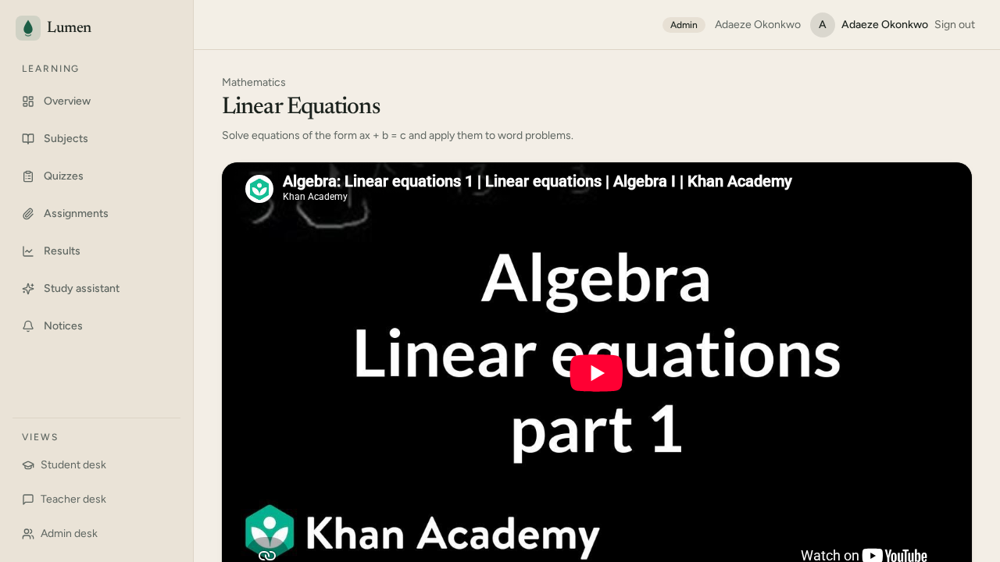 Lumen
LEARNING
Overview
Subjects
Quizzes
Assignments
Results
Study assistant
Notices
VIEWS
Student desk
Teacher desk
Admin desk
Admin
Adaeze Okonkwo
A
Adaeze Okonkwo
Sign out
Mathematics
Linear Equations
Solve equations of the form ax + b = c and apply them to word problems.
Algebra: Linear equations 1 | Linear equations | Algebra I | Khan Academy
Khan Academy
Algebra
Linear equations
part 1
Khan Academy
Watch on YouTube